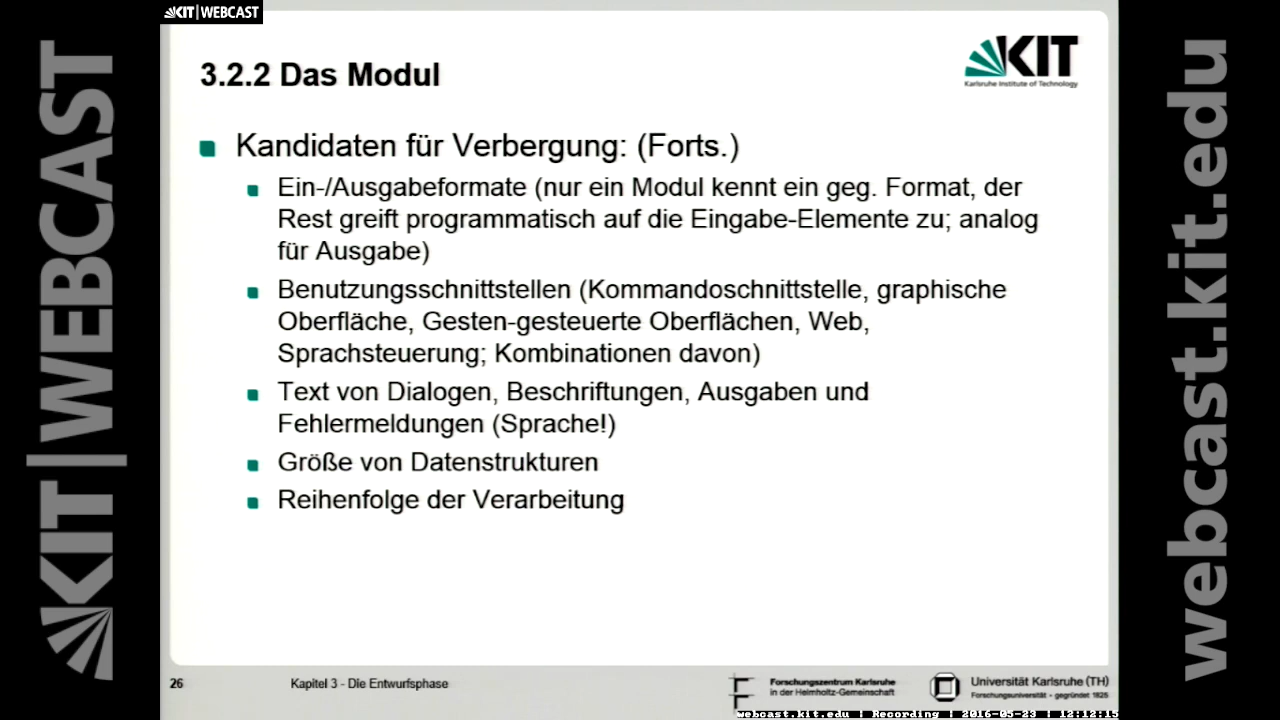 KIT|WEBCAST
KIT|WEBCAST
3.2.2 Das Modul
KIT
Karlsruhe Institute of Technology
Kandidaten für Verbergung: (Forts.)
Ein-/Ausgabeformate (nur ein Modul kennt ein geg. Format, der
Rest greift programmatisch auf die Eingabe-Elemente zu; analog
für Ausgabe)
Benutzungsschnittstellen (Kommandoschnittstelle, graphische
Oberfläche, Gesten-gesteuerte Oberflächen, Web,
Sprachsteuerung; Kombinationen davon)
Text von Dialogen, Beschriftungen, Ausgaben und
Fehlermeldungen (Sprache!)
Größe von Datenstrukturen
Reihenfolge der Verarbeitung
26
Kapitel 3 - Die Entwurfsphase
Forschungszentrum Karlsruhe
in der Helmholtz-Gemeinschaft
Universität Karlsruhe (TH)
Forschungsuniversität • gegründet 1825
webcast.kit.edu | Recording | 2016-05-23 | 12:12:15
webcast.kit.edu